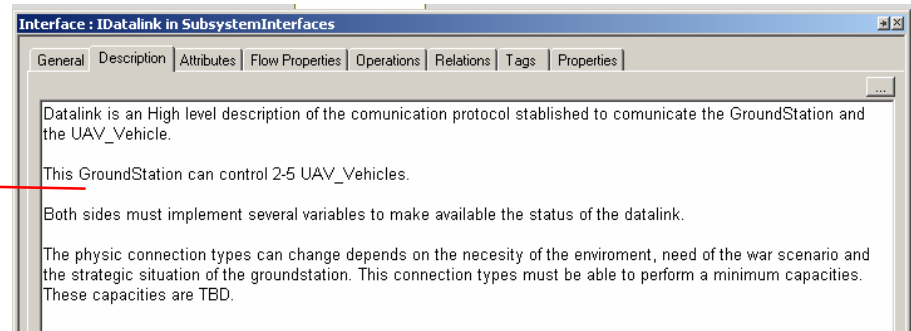 Interface : IDatalink in SubsystemInterfaces
General Description Attributes Flow Properties Operations Relations Tags Properties
...
Datalink is an High level description of the comunication protocol stablished to comunicate the GroundStation and
the UAV_Vehicle.
This GroundStation can control 2-5 UAV_Vehicles.
Both sides must implement several variables to make available the status of the datalink.
The physic connection types can change depends on the necesity of the enviroment, need of the war scenario and
the strategic situation of the groundstation. This connection types must be able to perform a minimum capacities.
These capacities are TBD.